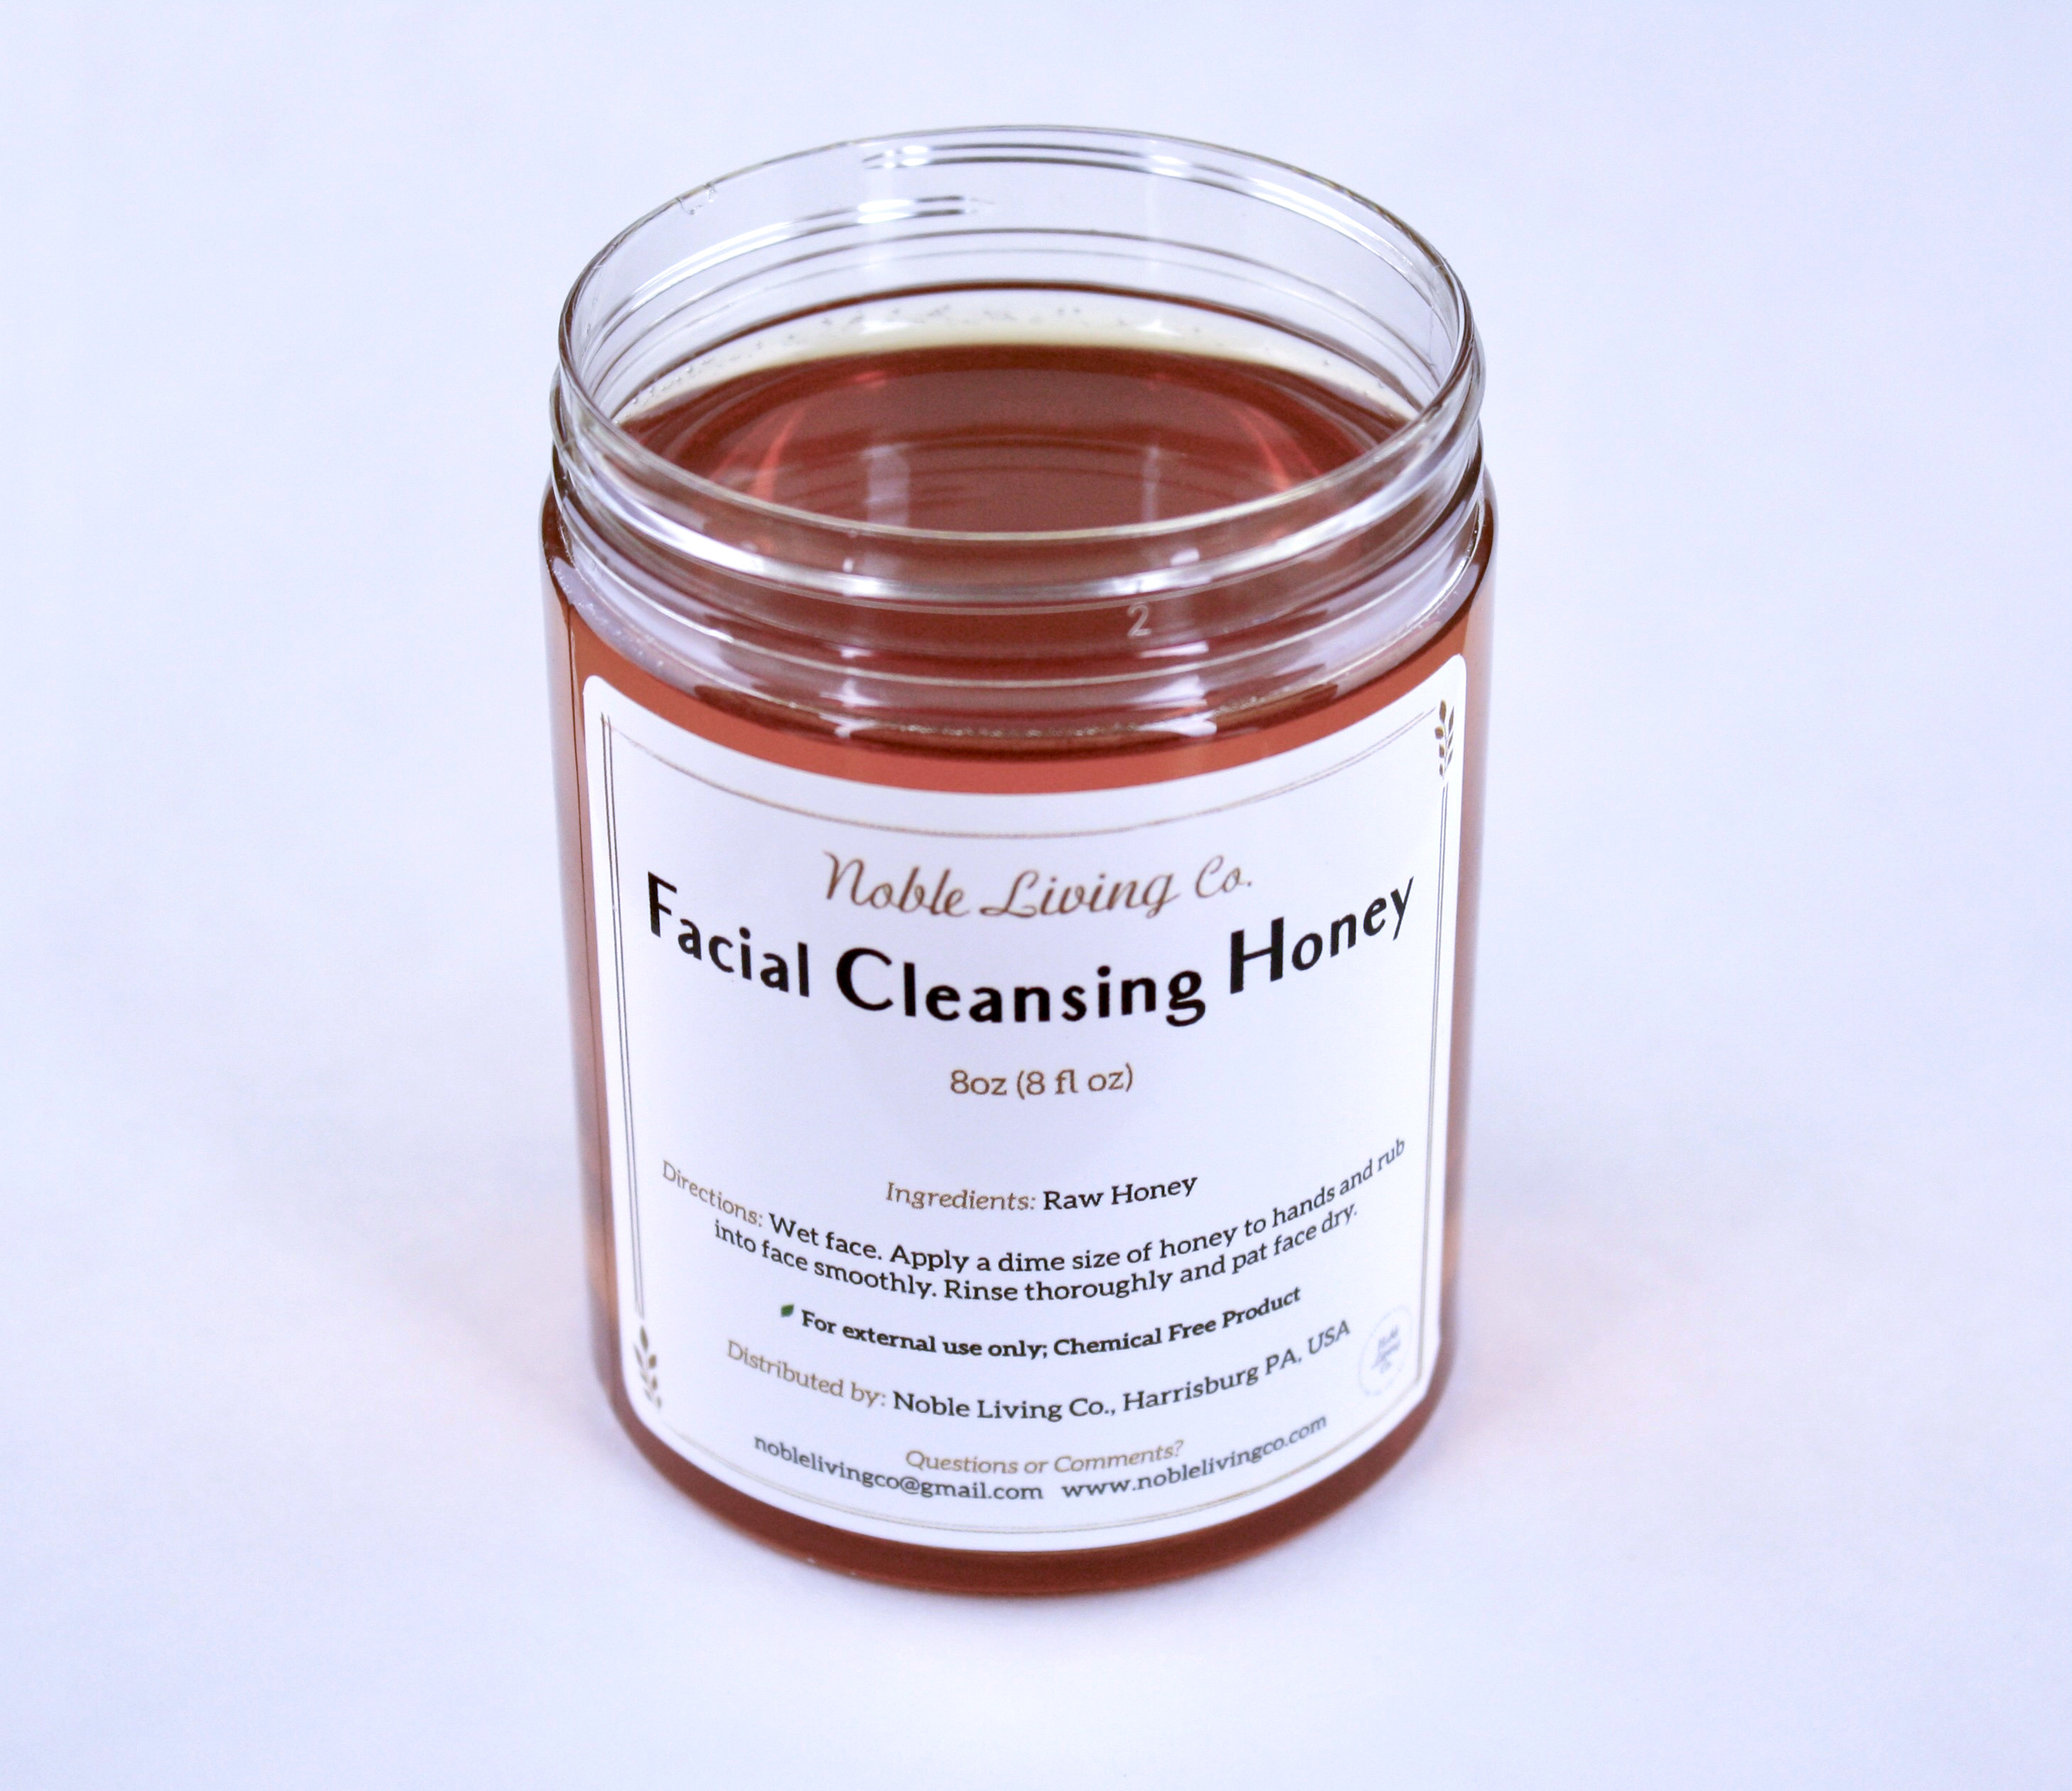 2
Noble Living Co.
Facial Cleansing Honey
8oz (8 fl oz)
Ingredients: Raw Honey
Directions: Wet face. Apply a dime size of honey to hands and rub
into face smoothly. Rinse thoroughly and pat face dry.
For external use only; Chemical Free Product
Distributed by: Noble Living Co., Harrisburg PA, USA
Questions or Comments?
noblelivingco@gmail.com www.noblelivingco.com